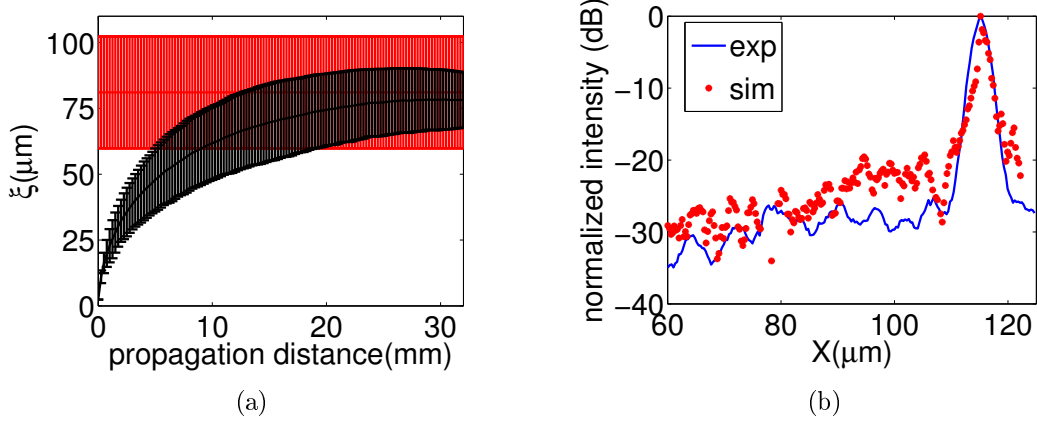 100
75
50
25
0
ξ(μm)
0 10 20 30
propagation distance(mm)
(a)
0
−10
−20
−30
−40
normalized intensity (dB)
exp
sim
60 80 100 120
X(μm)
(b)